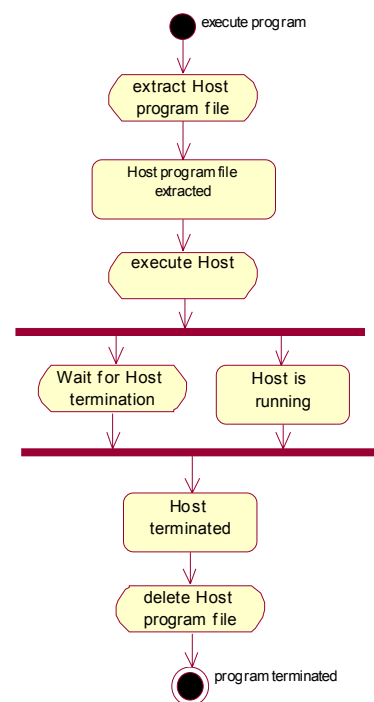 execute program
extract Host
program file
Host program file
extracted
execute Host
Wait for Host
termination
Host is
running
Host
terminated
delete Host
program file
program terminated